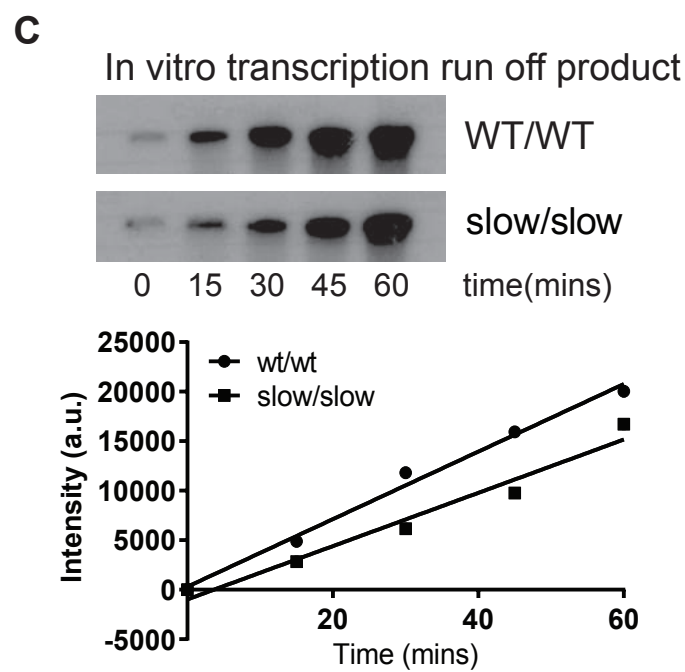 C
In vitro transcription run off product
WT/WT
slow/slow
0 15 30 45 60 time(mins)
25000
20000
15000
10000
5000
0
-5000
Intensity (a.u.)
wt/wt
slow/slow
20 40 60
Time (mins)